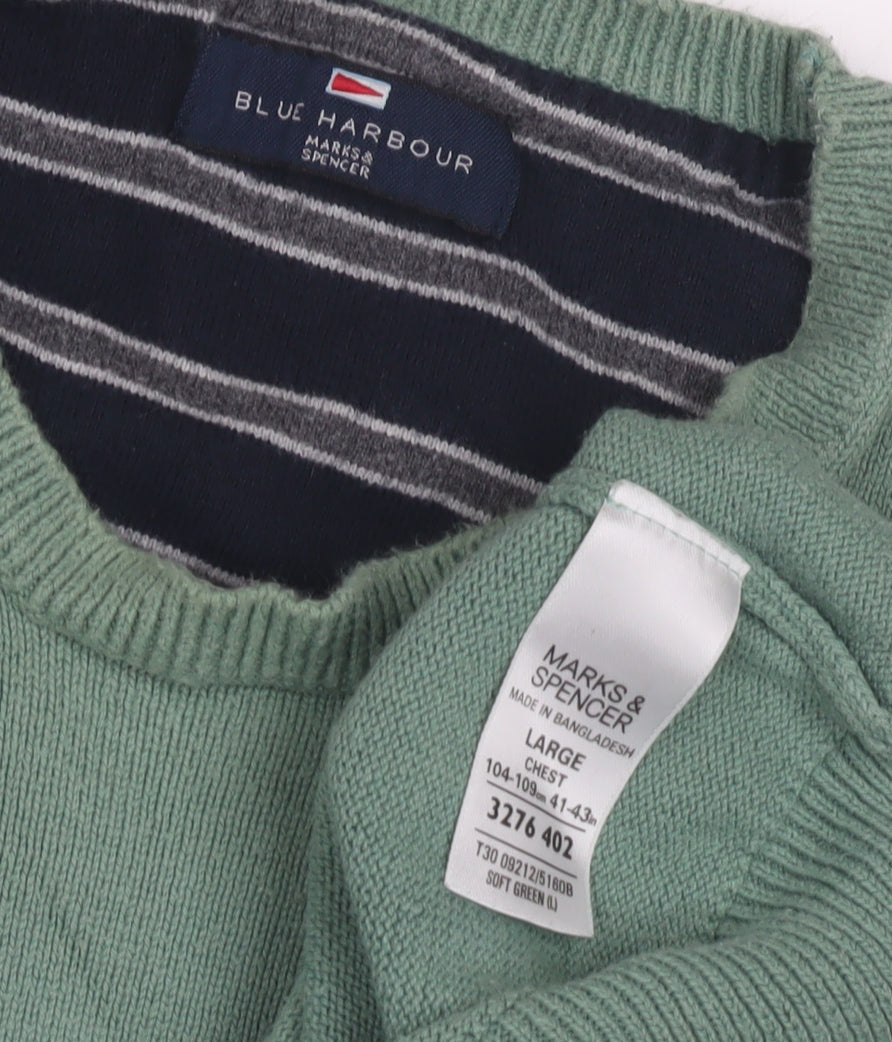 BLUE HARBOUR
MARKS &
SPENCER
MARKS &
SPENCER
MADE IN BANGLADESH
LARGE
CHEST
104-109cm 41-43in
3276 402
T30 09212/5160B
SOFT GREEN (L)